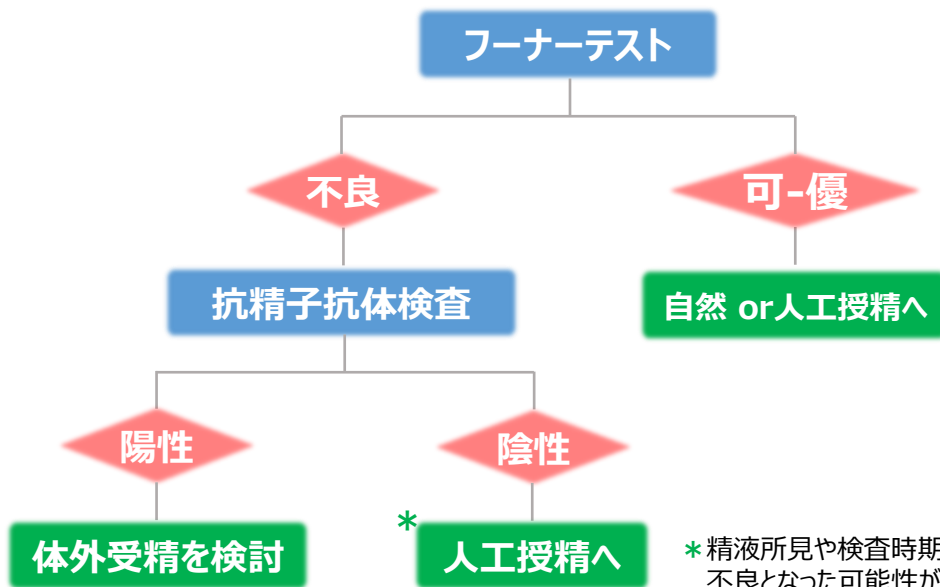 フーナーテスト
不良
可-優
抗精子抗体検査
自然 or人工授精へ
陽性
陰性
体外受精を検討
*
人工授精へ
*精液所見や検査時期
不良となった可能性が